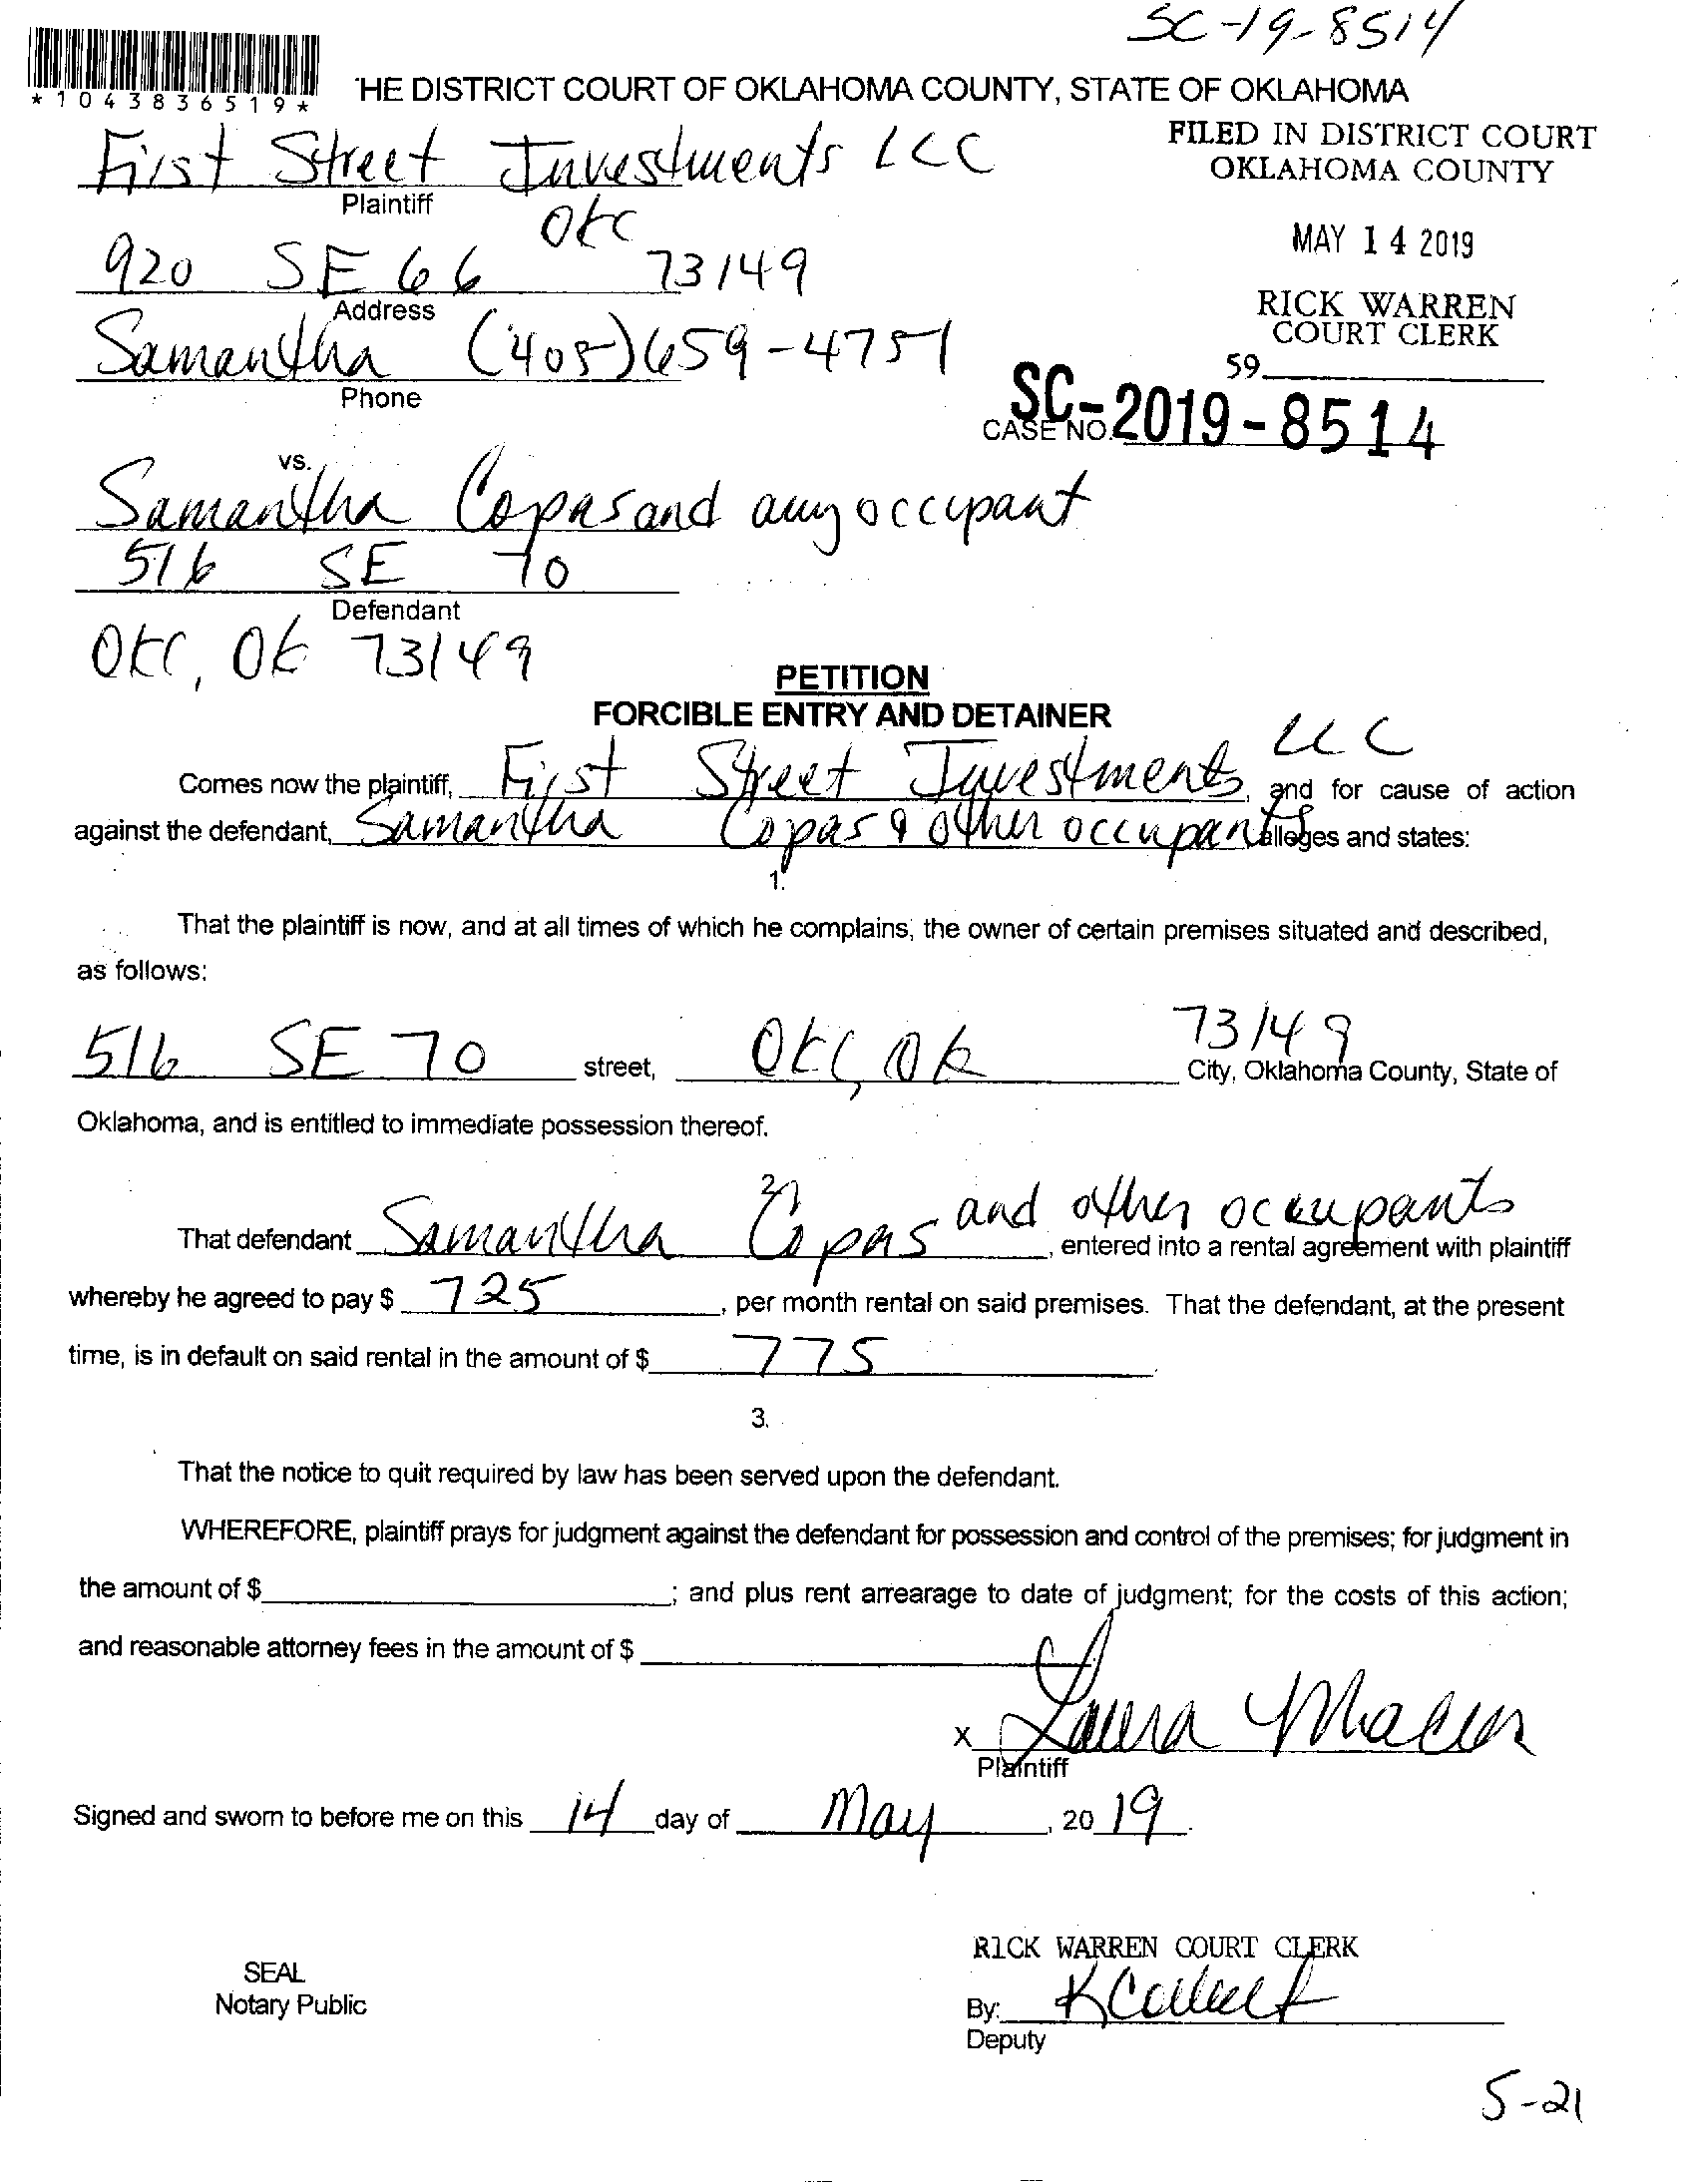 SC-19-8514
*1043836519*
HE DISTRICT COURT OF OKLAHOMA COUNTY, STATE OF OKLAHOMA
FILED IN DISTRICT COURT
OKLAHOMA COUNTY
First Street Investments LLC
Plaintiff
MAY 14 2019
OKC
920 SE 66 73149
Address
RICK WARREN
COURT CLERK
Samantha (405)659-4751
Phone
59
SC-2019-8514
CASE NO.
vs.
Samantha Copas and any occupant
516 SE 70
Defendant
OKC, OK 73149
PETITION
FORCIBLE ENTRY AND DETAINER
Comes now the plaintiff, First Street Investments LLC, and for cause of action
against the defendant, Samantha Copas & other occupants alleges and states:
1.
That the plaintiff is now, and at all times of which he complains, the owner of certain premises situated and described,
as follows:
516 SE 70 street, OKC, OK 73149 City, Oklahoma County, State of
Oklahoma, and is entitled to immediate possession thereof.
2.
That defendant Samantha Copas and other occupants, entered into a rental agreement with plaintiff
whereby he agreed to pay $ 725, per month rental on said premises. That the defendant, at the present
time, is in default on said rental in the amount of $ 775.
3.
That the notice to quit required by law has been served upon the defendant.
WHEREFORE, plaintiff prays for judgment against the defendant for possession and control of the premises; for judgment in
the amount of $ ; and plus rent arrearage to date of judgment; for the costs of this action;
and reasonable attorney fees in the amount of $
x Laura
Plaintiff
Signed and sworn to before me on this 14 day of May, 20 19.
RICK WARREN COURT CLERK
SEAL
Notary Public
By: K
Deputy
5-21